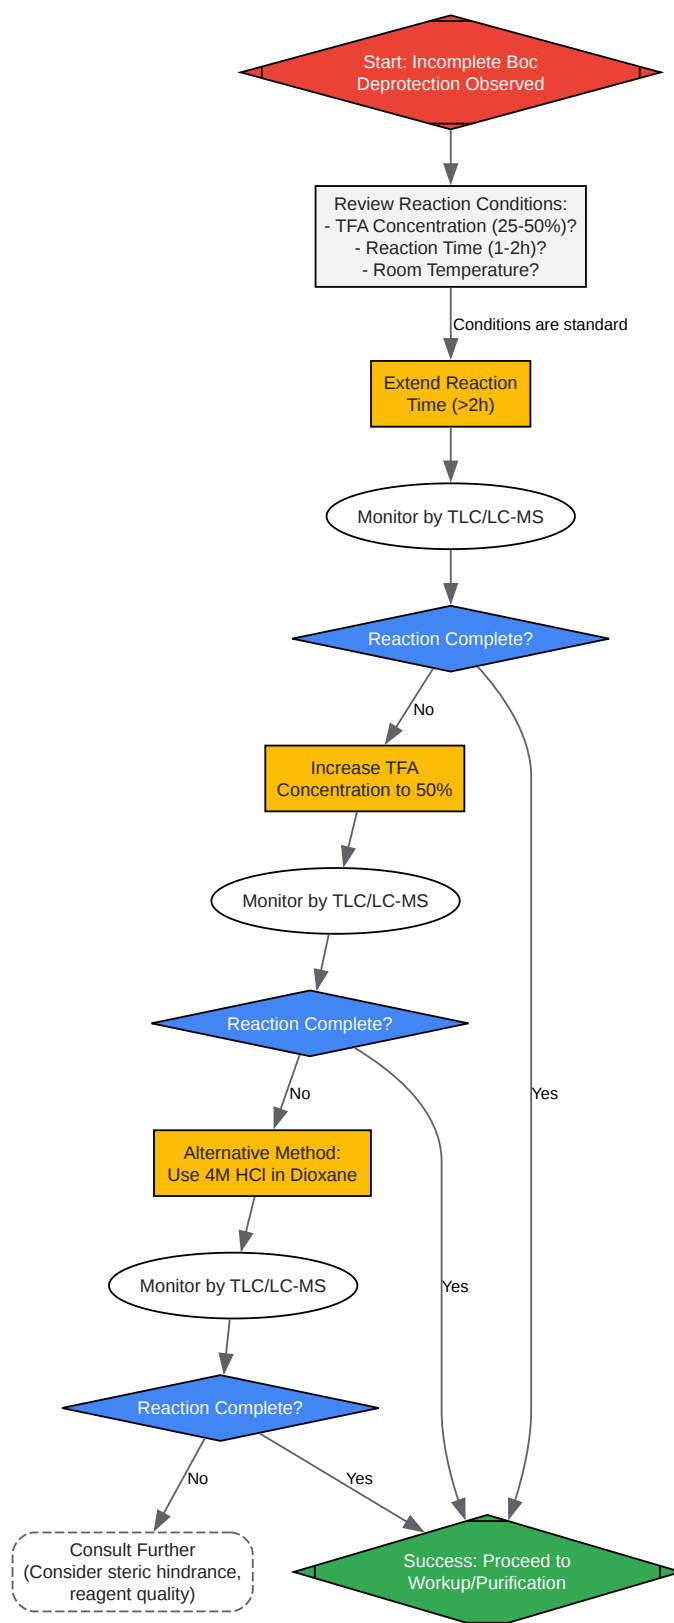 Start: Incomplete Boc
Deprotection Observed
Review Reaction Conditions:
- TFA Concentration (25-50%)?
- Reaction Time (1-2h)?
- Room Temperature?
Conditions are standard
Extend Reaction
Time (>2h)
Monitor by TLC/LC-MS
Reaction Complete?
No
Increase TFA
Concentration to 50%
Monitor by TLC/LC-MS
Reaction Complete?
No
Yes
Alternative Method:
Use 4M HCl in Dioxane
Monitor by TLC/LC-MS
Yes
Reaction Complete?
No
Yes
Consult Further
(Consider steric hindrance,
reagent quality)
Success: Proceed to
Workup/Purification